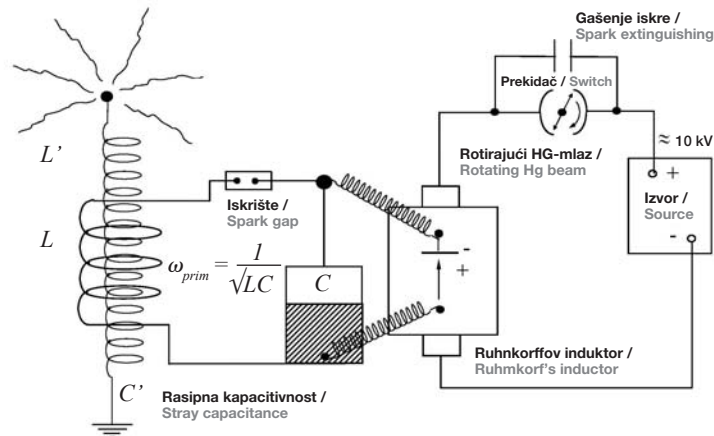 Gašenje iskre /
Spark extinguishing
Prekidač / Switch
≈ 10 kV
Rotirajući HG-mlaz /
Rotating Hg beam
Izvor /
Source
+
-
L'
Iskrište /
Spark gap
L
ω_prim = 1/√LC
C
-
+
C'
Rasipna kapacitivnost /
Stray capacitance
Ruhnkorffov induktor /
Ruhmkorf's inductor